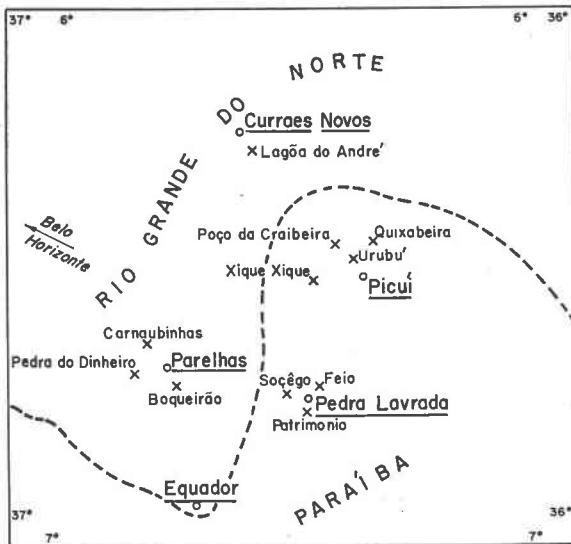 37° 6° 6° 36°
RIO GRANDE DO NORTE
Curraes Novos
Lagõa do Andre'
Belo Horizonte
Poço da Craibeira
Quixabeira
Urubu'
Xique Xique
Picuí
Carnaubinhas
Pedra do Dinheiro
Parelhas
Boqueirão
Soçêgo
Feio
Pedra Lavrada
Patrimonio
Equador
PARAÍBA
37° 36°
7° 7°